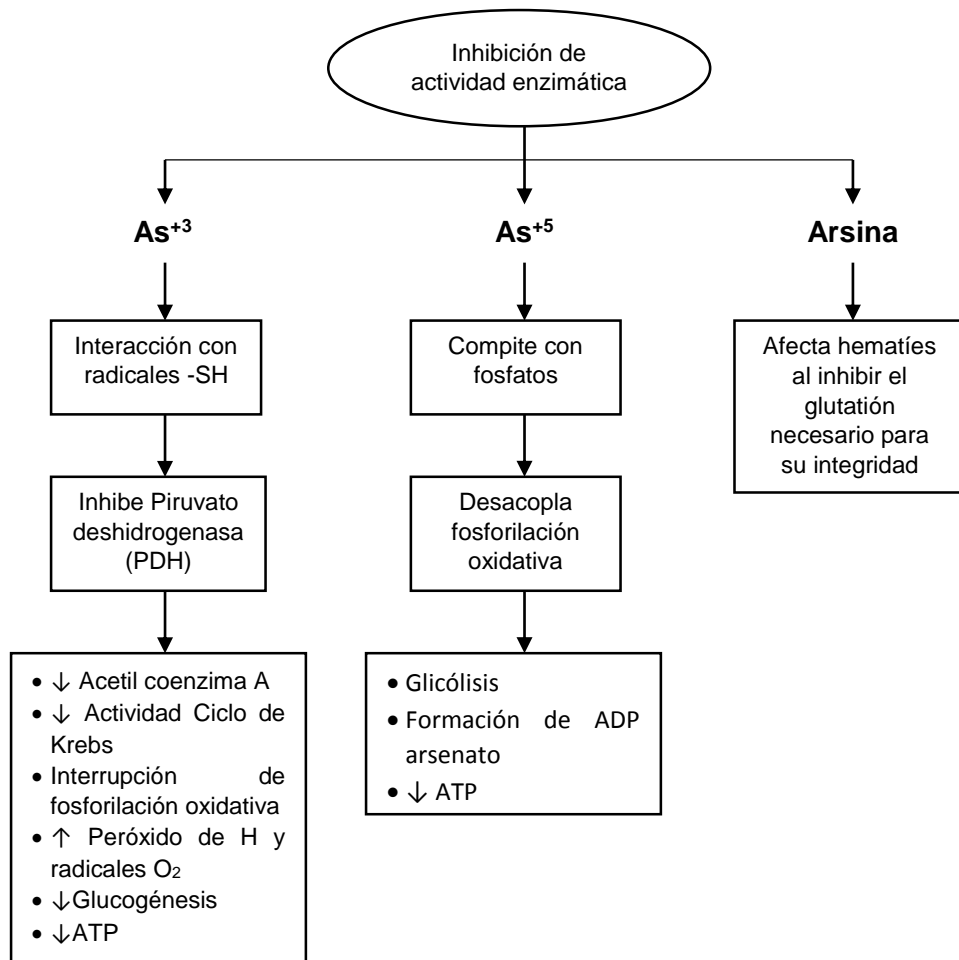 Inhibición de
actividad enzimática
As+3
As+5
Arsina
Interacción con
radicales -SH
Compite con
fosfatos
Afecta hematíes
al inhibir el
glutatión
necesario para
su integridad
Inhibe Piruvato
deshidrogenasa
(PDH)
Desacopla
fosforilación
oxidativa
• ↓ Acetil coenzima A
• ↓ Actividad Ciclo de
Krebs
• Interrupción de
fosforilación oxidativa
• ↑ Peróxido de H y
radicales O2
• ↓Glucogénesis
• ↓ATP
• Glicólisis
• Formación de ADP
arsenato
• ↓ ATP